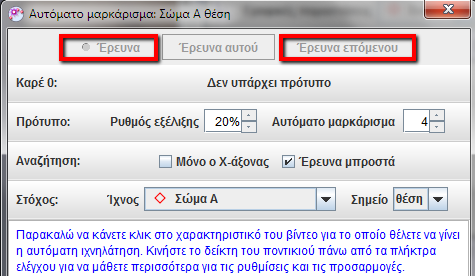 Αυτόματο μαρκάρισμα: Σώμα Α θέση
Έρευνα Έρευνα αυτού Έρευνα επόμενου
Καρέ 0: Δεν υπάρχει πρότυπο
Πρότυπο: Ρυθμός εξέλιξης 20% Αυτόματο μαρκάρισμα 4
Αναζήτηση: Μόνο ο Χ-άξονας Έρευνα μπροστά
Στόχος: Ίχνος Σώμα Α Σημείο θέση
Παρακαλώ να κάνετε κλικ στο χαρακτηριστικό του βίντεο για το οποίο θέλετε να γίνει
η αυτόματη ιχνηλάτηση. Κινήστε το δείκτη του ποντικιού πάνω από τα πλήκτρα
ελέγχου για να μάθετε περισσότερα για τις ρυθμίσεις και τις προσαρμογές.